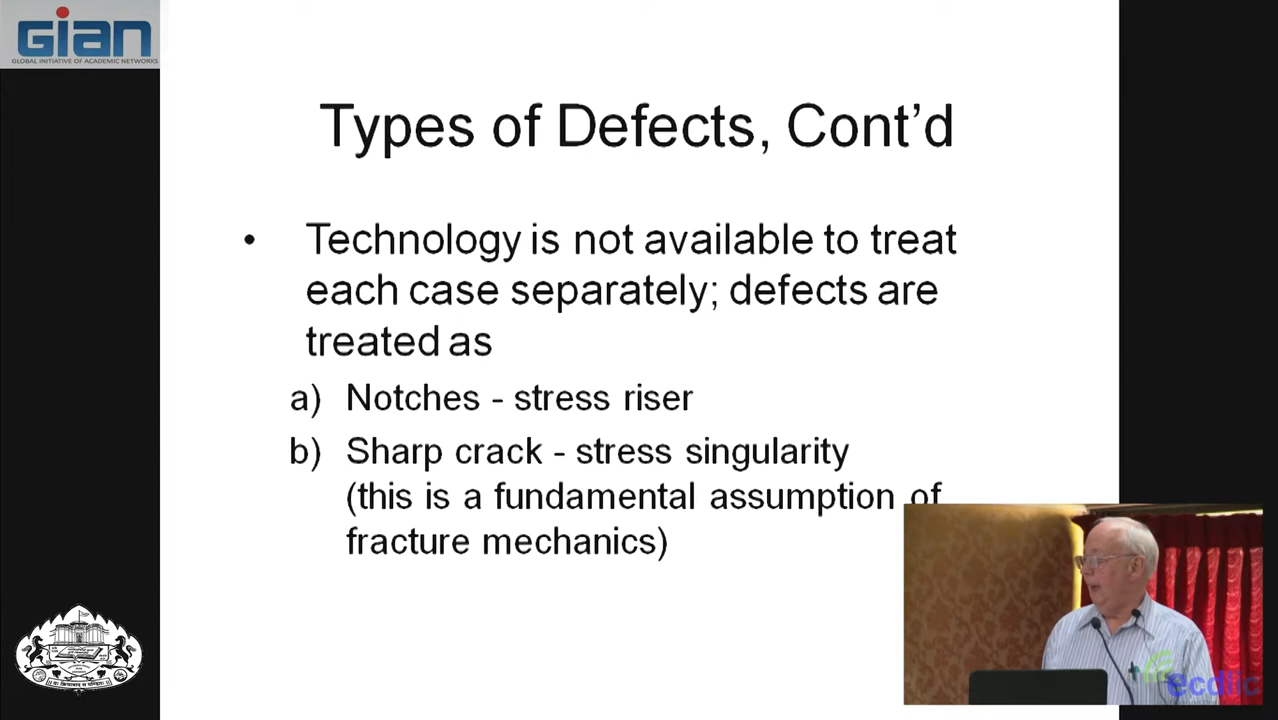 GIAN
GLOBAL INITIATIVE OF ACADEMIC NETWORKS
Types of Defects, Cont’d
• Technology is not available to treat
each case separately; defects are
treated as
a) Notches - stress riser
b) Sharp crack - stress singularity
(this is a fundamental assumption of
fracture mechanics)
ecdlic